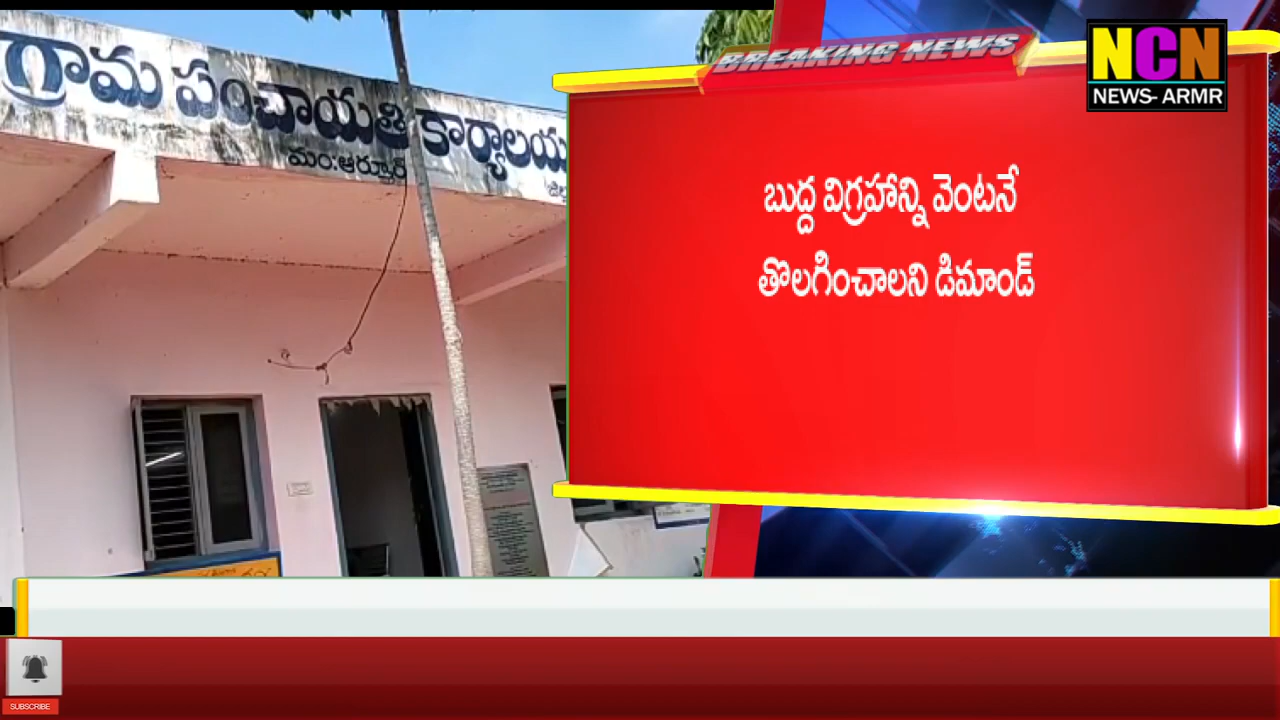 గ్రామ పంచాయతి కార్యాలయ
మం:ఆర్మూర్
BREAKING NEWS
NCN
NEWS- ARMR
బుద్ద విగ్రహాన్ని వెంటనే
తొలగించాలని డిమాండ్
SUBSCRIBE